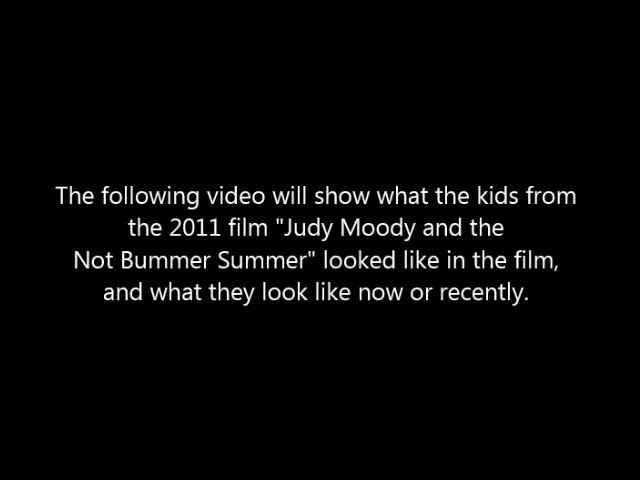 The following video will show what the kids from
the 2011 film "Judy Moody and the
Not Bummer Summer" looked like in the film,
and what they look like now or recently.